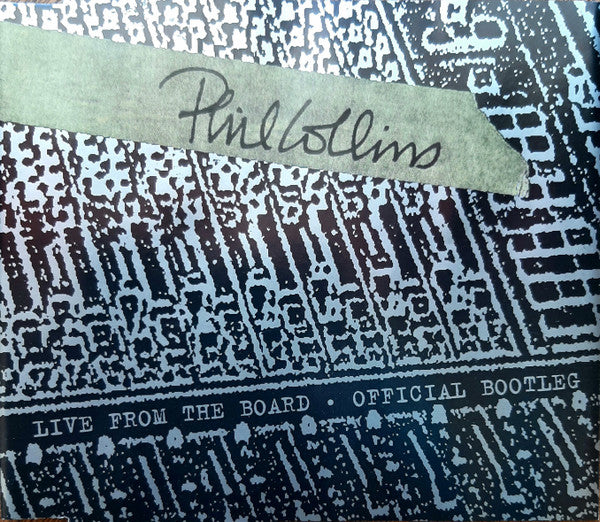 Phil Collins
LIVE FROM THE BOARD • OFFICIAL BOOTLEG